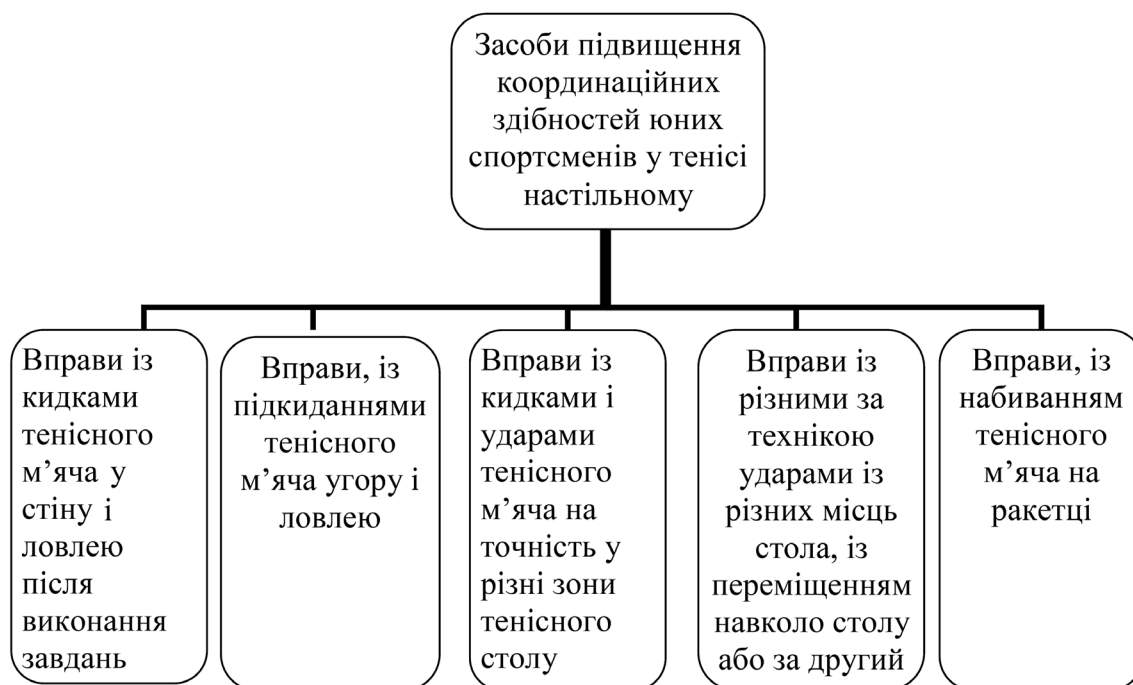 Засоби підвищення
координаційних
здібностей юних
спортсменів у тенісі
настільному
Вправи із
кидками
тенісного
м’яча у
стіну і
ловлею
після
виконання
завдань
Вправи, із
підкиданнями
тенісного
м’яча угору і
ловлею
Вправи із
кидками і
ударами
тенісного
м’яча на
точність у
різні зони
тенісного
столу
Вправи із
різними за
технікою
ударами із
різних місць
стола, із
переміщенням
навколо столу
або за другий
Вправи, із
набиванням
тенісного
м’яча на
ракетці